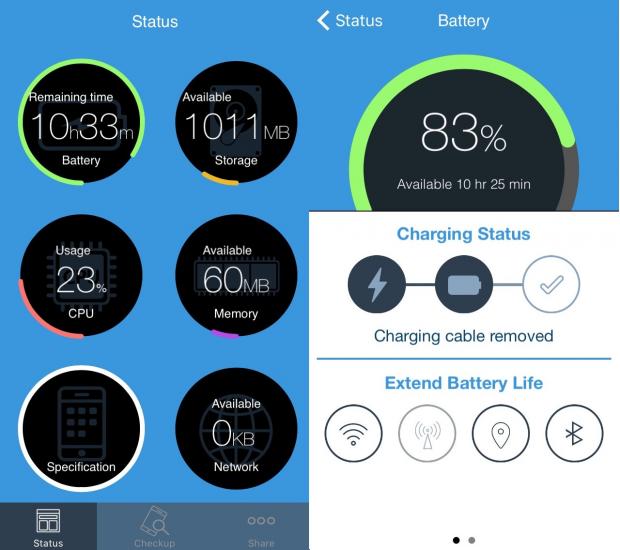 Status
Remaining time
10h33m
Battery
Available
1011MB
Storage
Usage
23%
CPU
Available
60MB
Memory
Specification
Available
0KB
Network
Status
Checkup
Share
Status
Battery
83%
Available 10 hr 25 min
Charging Status
Charging cable removed
Extend Battery Life